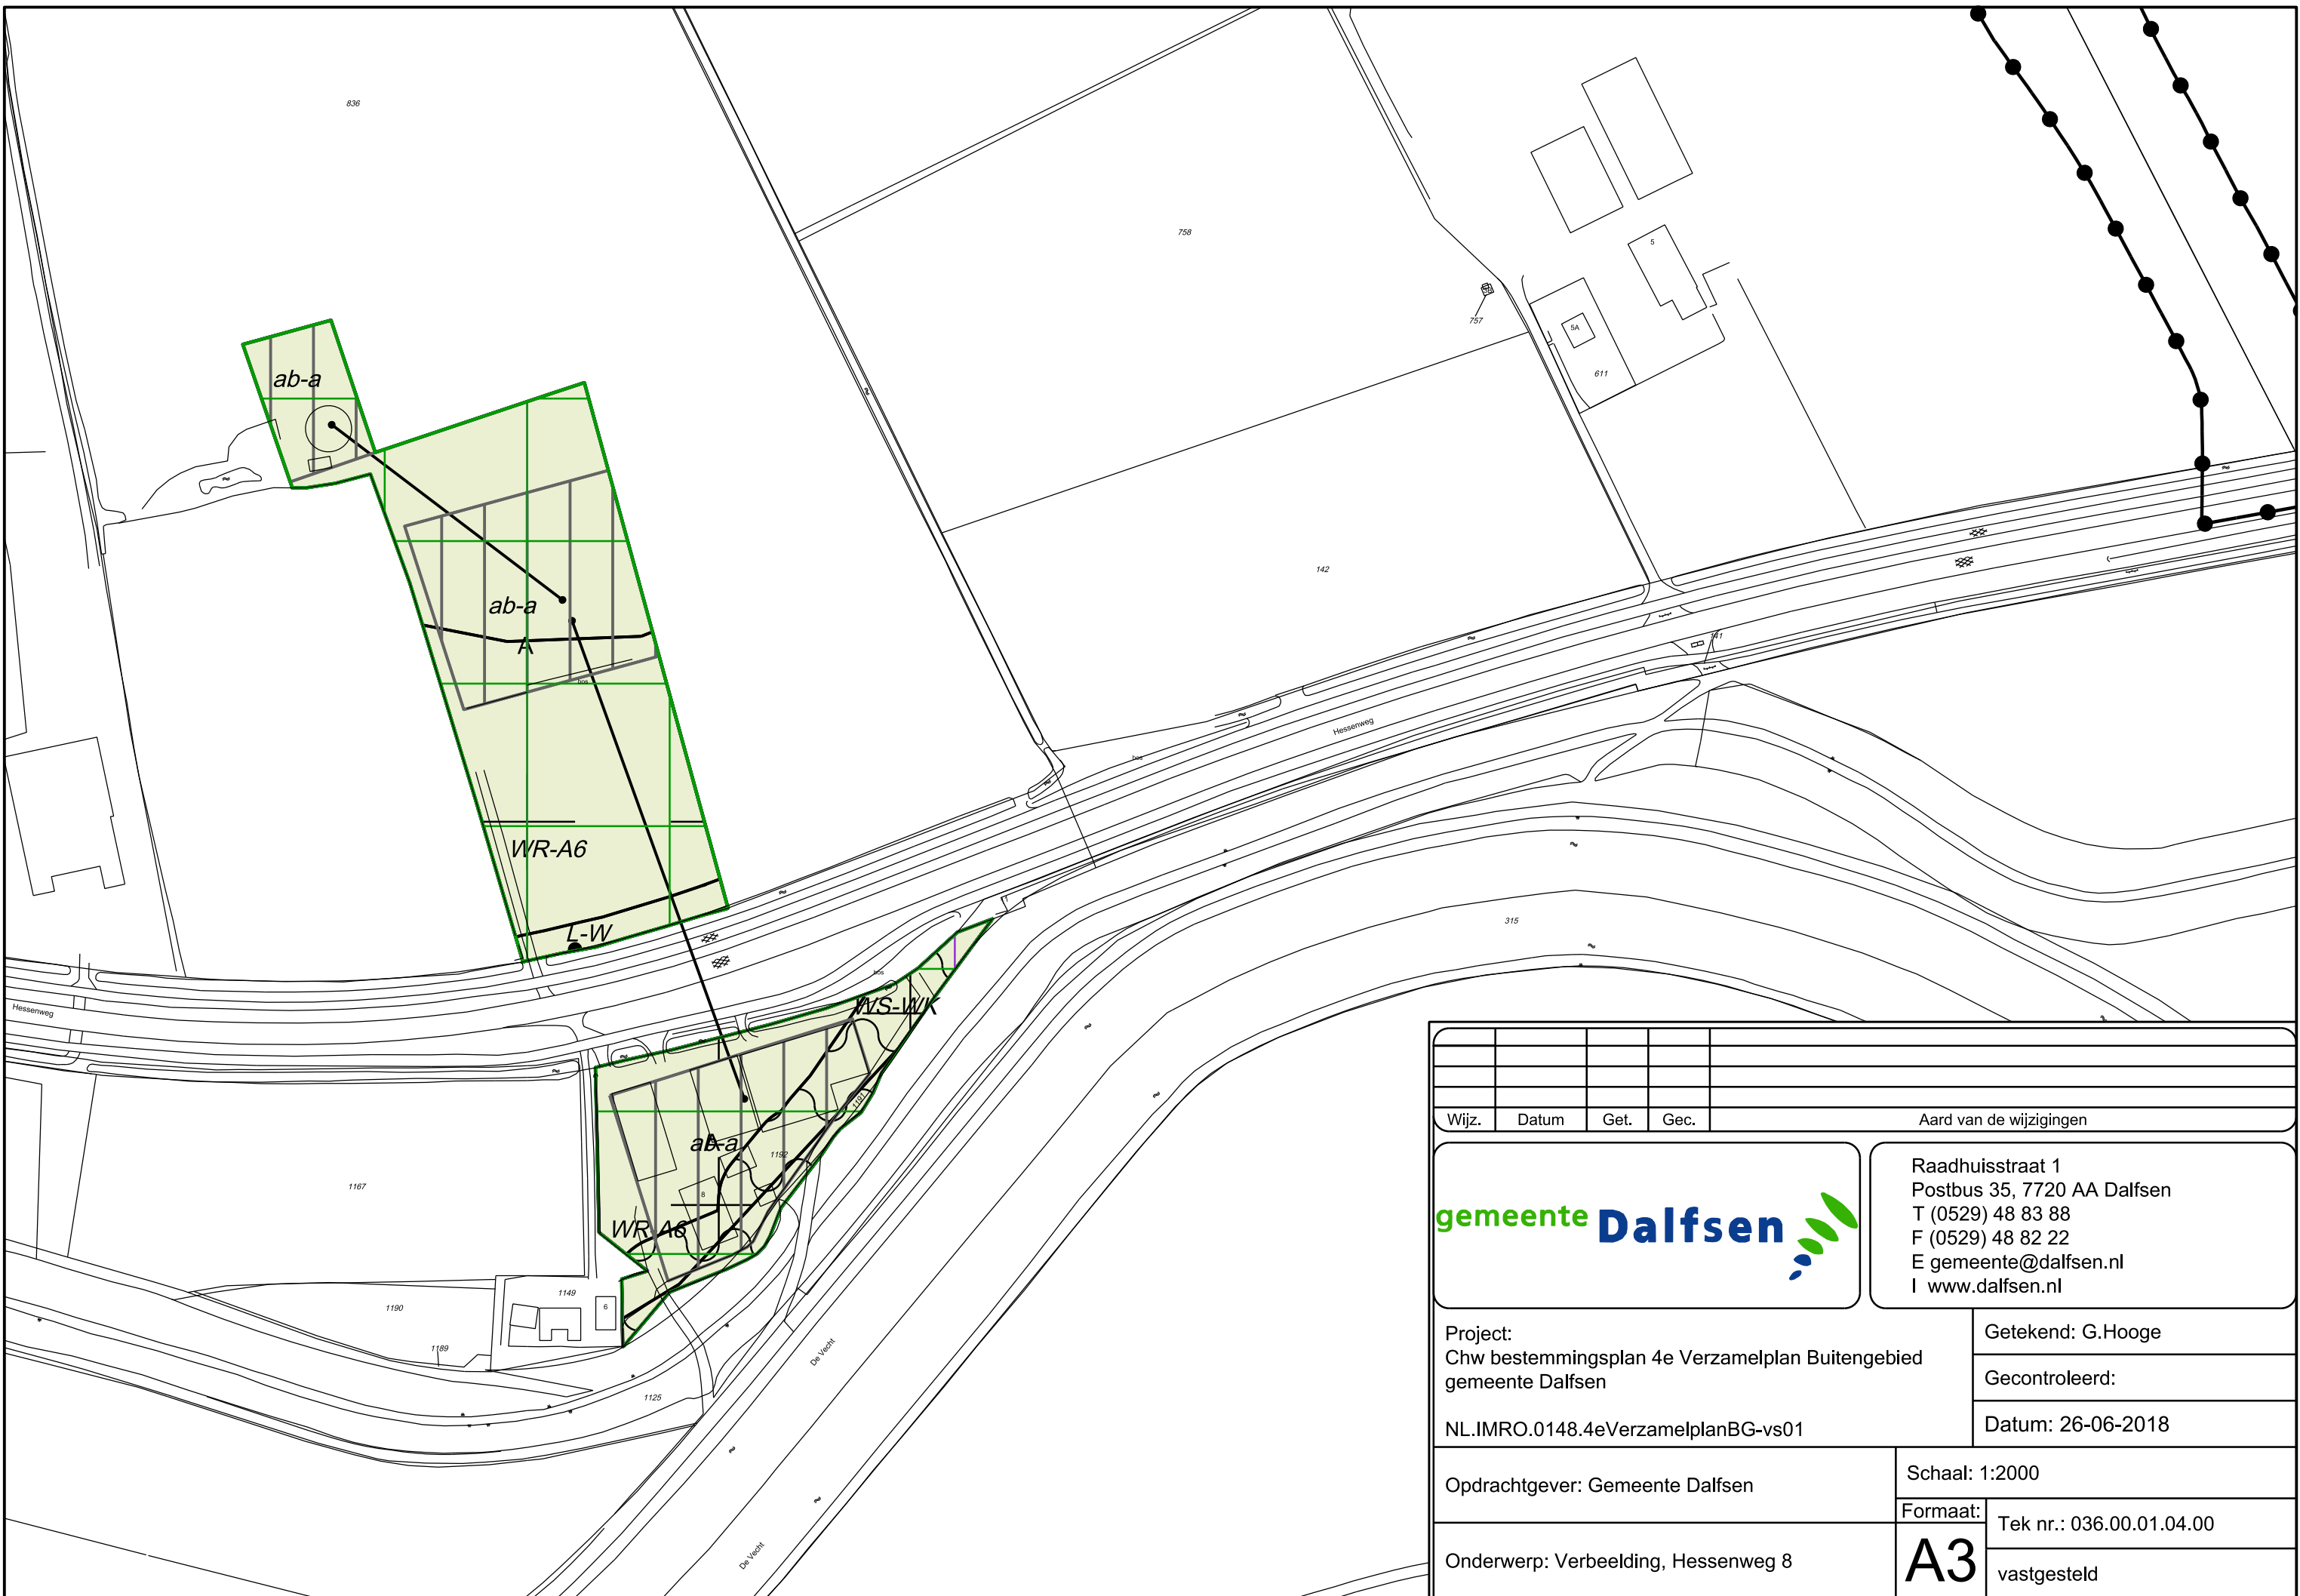 836
758
5
757
5A
611
ab-a
142
ab-a
A
bos
141
Hessenweg
bos
WR-A6
L-W
315
bos
Hessenweg
WS-WK
1191
ab-a
1192
1167
8
WR-A6
1149
6
1190
1189
De Vecht
1125
De Vecht
Wijz. Datum Get. Gec. Aard van de wijzigingen
gemeente Dalfsen
Raadhuisstraat 1
Postbus 35, 7720 AA Dalfsen
T (0529) 48 83 88
F (0529) 48 82 22
E gemeente@dalfsen.nl
I www.dalfsen.nl
Project:
Chw bestemmingsplan 4e Verzamelplan Buitengebied
gemeente Dalfsen
NL.IMRO.0148.4eVerzamelplanBG-vs01
Getekend: G.Hooge
Gecontroleerd:
Datum: 26-06-2018
Opdrachtgever: Gemeente Dalfsen
Schaal: 1:2000
Formaat:
A3
Tek nr.: 036.00.01.04.00
Onderwerp: Verbeelding, Hessenweg 8
vastgesteld